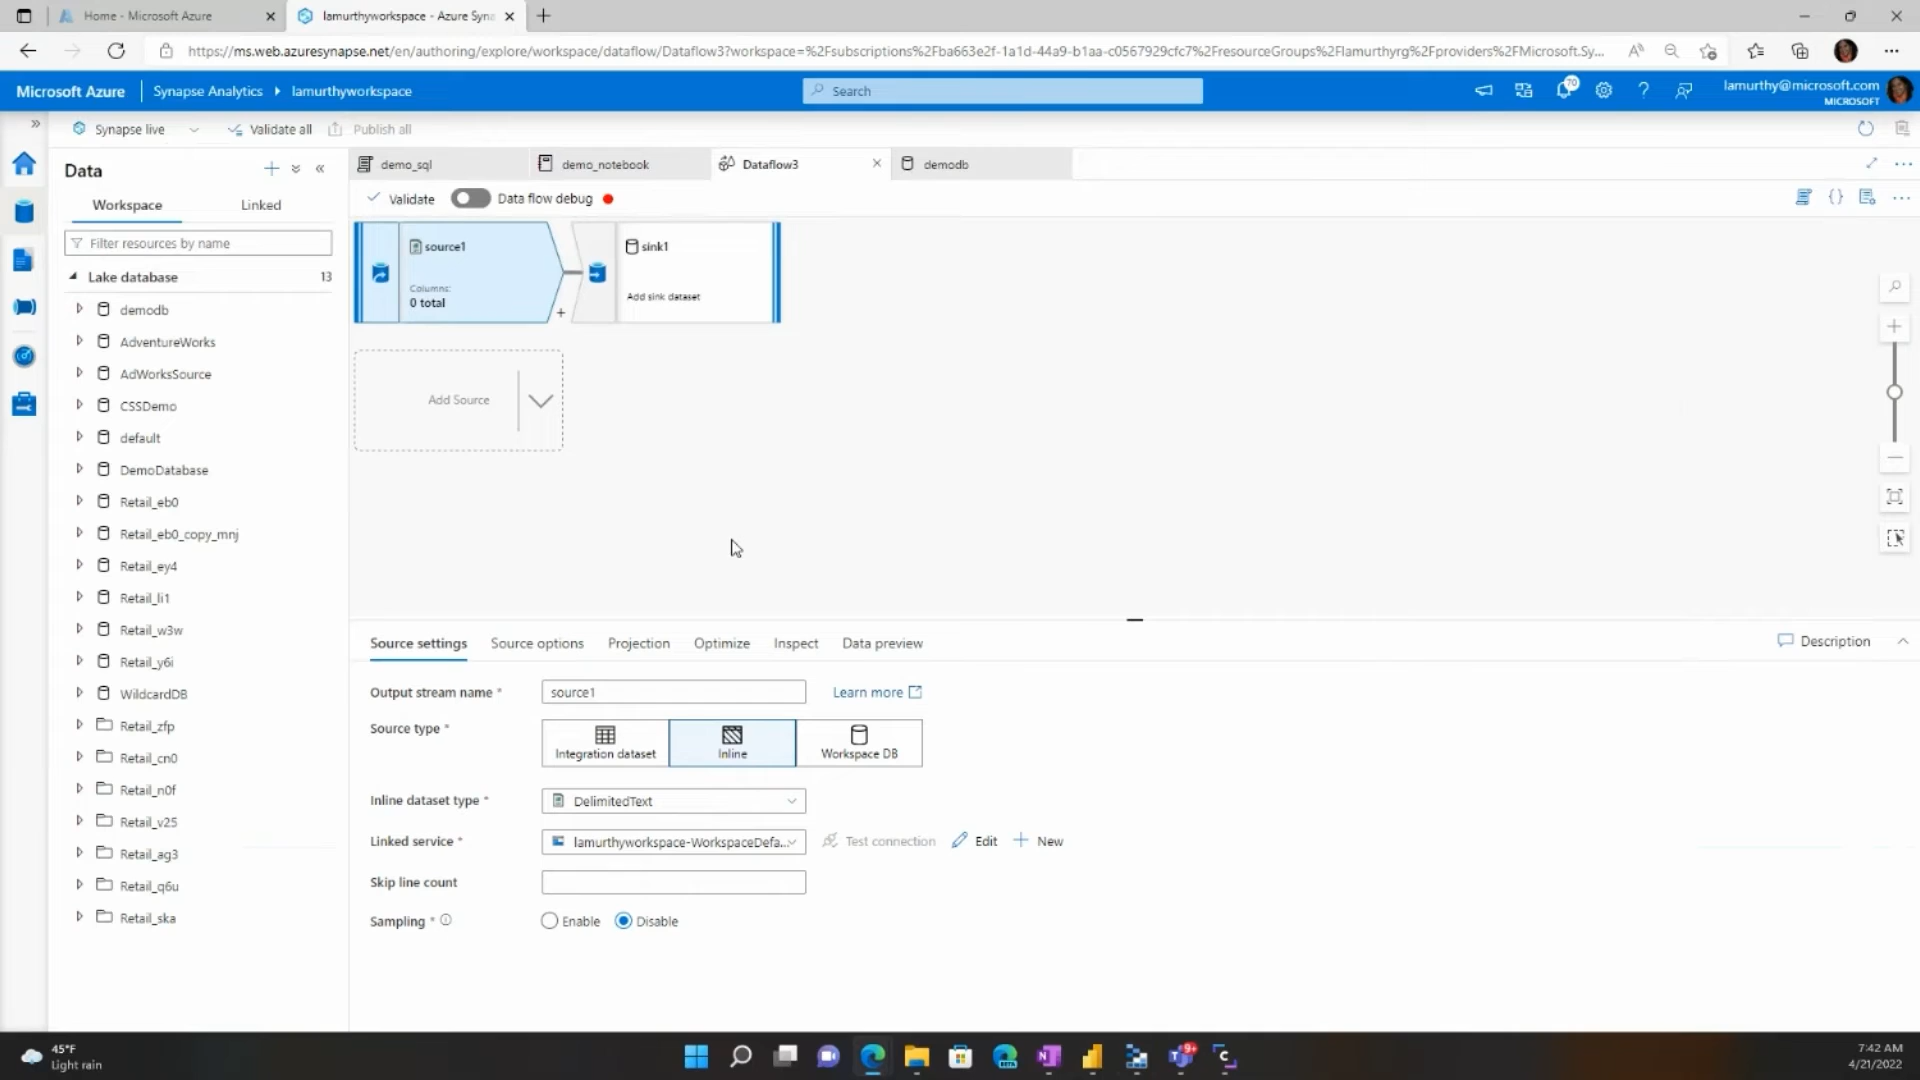 Home - Microsoft Azure
lamurthyworkspace - Azure Syna
https://ms.web.azuresynapse.net/en/authoring/explore/workspace/dataflow/Dataflow3?workspace=%2Fsubscriptions%2Fba663e2f-1a1d-44a9-b1aa-c0567929cfc7%2FresourceGroups%2Flamurthyrg%2Fproviders%2FMicrosoft.Sy...
Microsoft Azure
Synapse Analytics
lamurthyworkspace
Search
70
lamurthy@microsoft.com
MICROSOFT
Synapse live
Validate all
Publish all
Data
Workspace
Linked
Filter resources by name
Lake database
13
demodb
AdventureWorks
AdWorksSource
CSSDemo
default
DemoDatabase
Retail_eb0
Retail_eb0_copy_mnj
Retail_ey4
Retail_li1
Retail_w3w
Retail_y6i
WildcardDB
Retail_zfp
Retail_cn0
Retail_n0f
Retail_v25
Retail_ag3
Retail_q6u
Retail_ska
demo_sql
demo_notebook
Dataflow3
demodb
Validate
Data flow debug
source1
Columns:
0 total
sink1
Add sink dataset
Add Source
Source settings
Source options
Projection
Optimize
Inspect
Data preview
Description
Output stream name *
source1
Learn more
Source type *
Integration dataset
Inline
Workspace DB
Inline dataset type *
DelimitedText
Linked service *
lamurthyworkspace-WorkspaceDefa...
Test connection
Edit
New
Skip line count
Sampling *
Enable
Disable
45°F
Light rain
9+
7:42 AM
4/21/2022